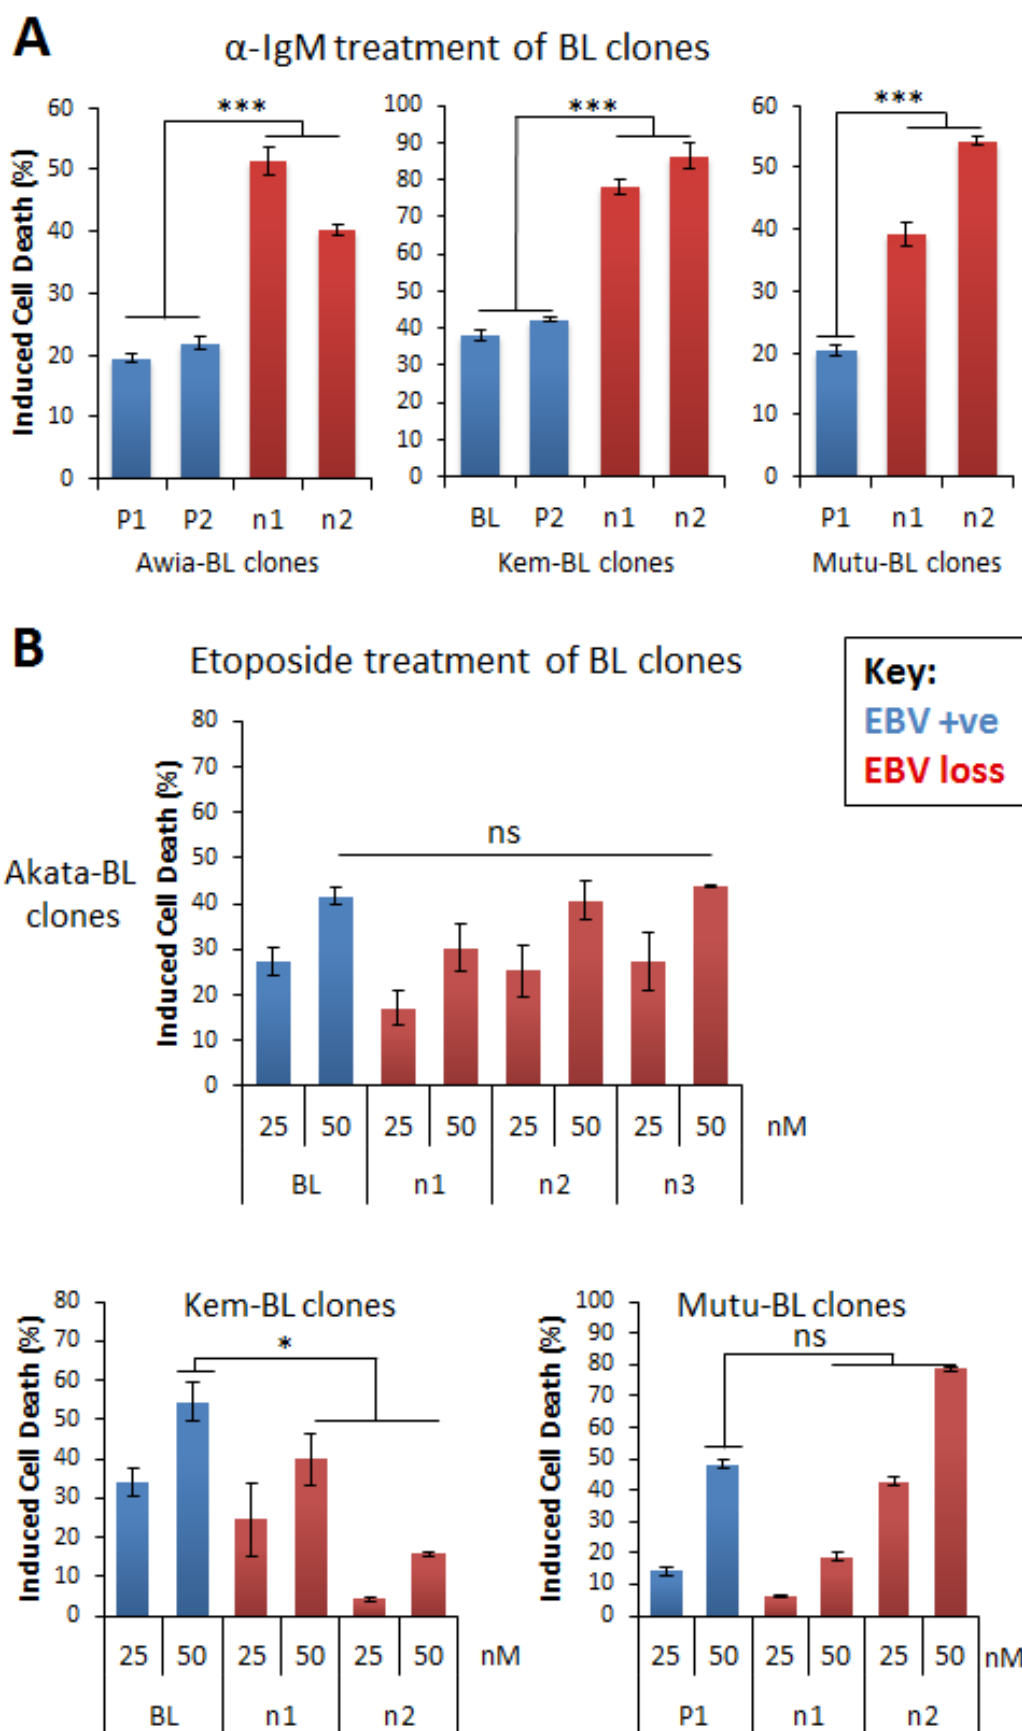 A
α-IgM treatment of BL clones
Induced Cell Death (%)
60
50
40
30
20
10
0
***
P1 P2 n1 n2
Awia-BL clones
100
90
80
70
60
50
40
30
20
10
0
***
BL P2 n1 n2
Kem-BL clones
60
50
40
30
20
10
0
***
P1 n1 n2
Mutu-BL clones
B
Etoposide treatment of BL clones
Key:
EBV +ve
EBV loss
Akata-BL
clones
Induced Cell Death (%)
80
70
60
50
40
30
20
10
0
ns
25 50 25 50 25 50 25 50 nM
BL n1 n2 n3
Kem-BL clones
Induced Cell Death (%)
80
70
60
50
40
30
20
10
0
*
25 50 25 50 25 50 nM
BL n1 n2
Mutu-BL clones
Induced Cell Death (%)
100
90
80
70
60
50
40
30
20
10
0
ns
25 50 25 50 25 50 nM
P1 n1 n2